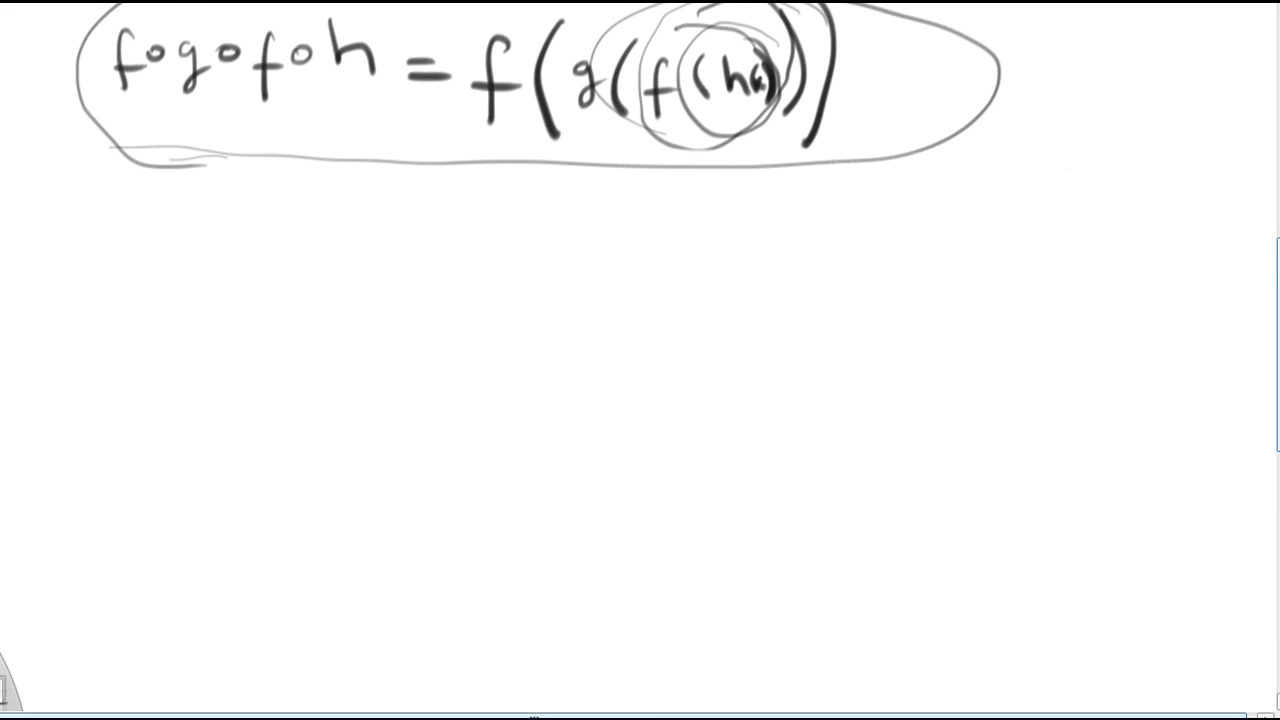 f∘g∘f∘h = f(g(f(h(x))))